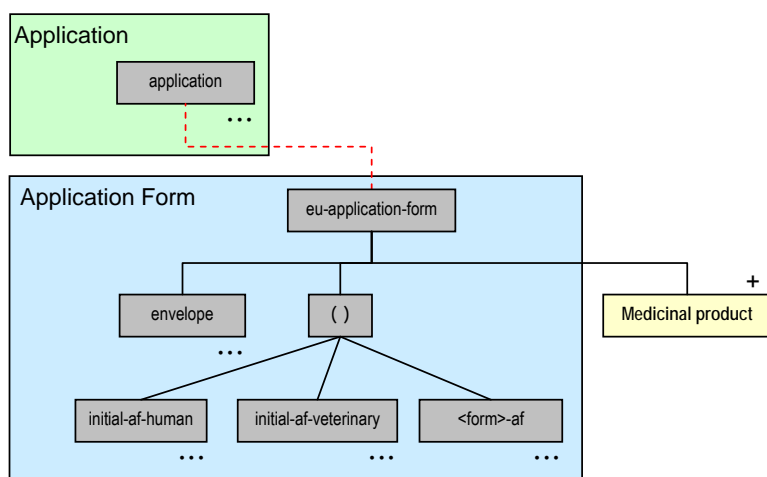 Application
application
...
Application Form
eu-application-form
+
envelope
( )
Medicinal product
...
initial-af-human
initial-af-veterinary
<form>-af
...
...
...